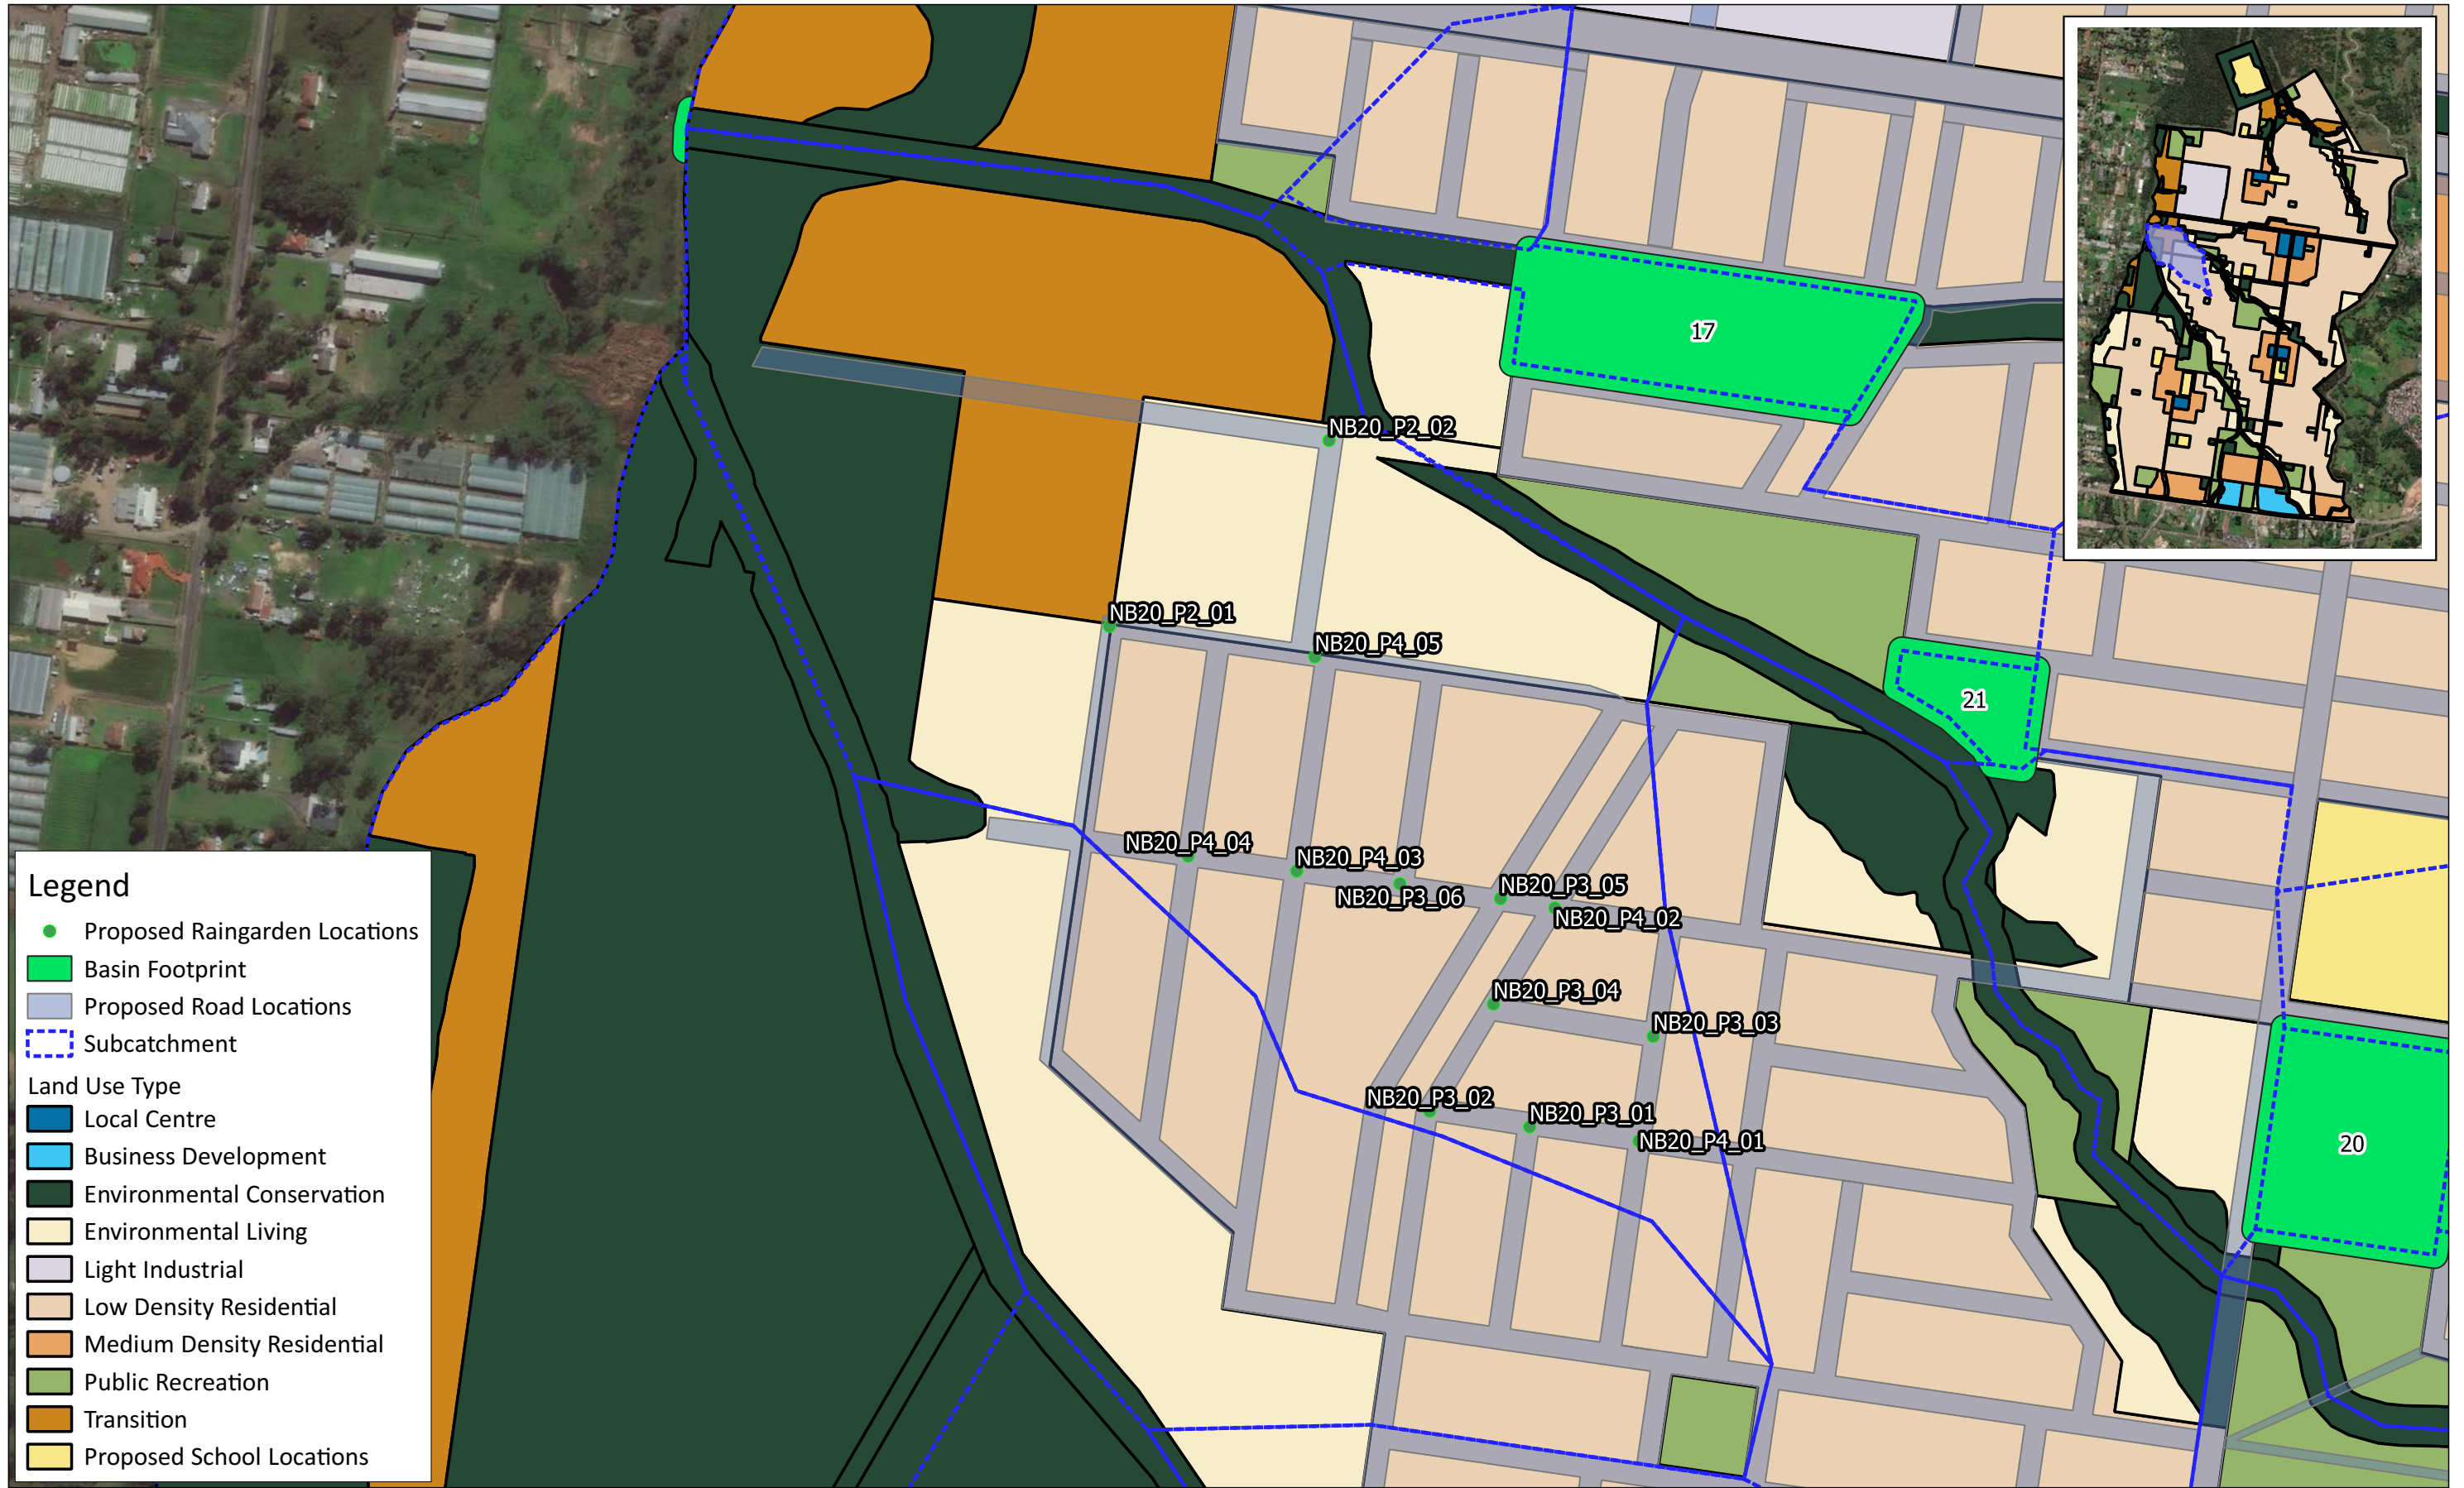 17
NB20_P2_02
NB20_P2_01
NB20_P4_05
21
NB20_P4_04
NB20_P4_03
NB20_P3_06
NB20_P3_05
NB20_P4_02
NB20_P3_04
NB20_P3_03
NB20_P3_02
NB20_P3_01
NB20_P4_01
20
Legend
Proposed Raingarden Locations
Basin Footprint
Proposed Road Locations
Subcatchment
Land Use Type
Local Centre
Business Development
Environmental Conservation
Environmental Living
Light Industrial
Low Density Residential
Medium Density Residential
Public Recreation
Transition
Proposed School Locations